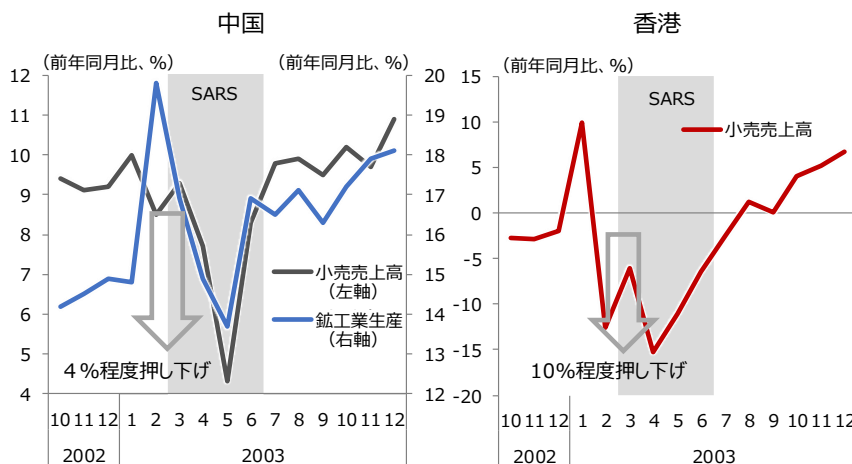 中国
（前年同月比、%）
（前年同月比、%）
12
11
10
9
8
7
6
5
4
20
19
18
17
16
15
14
13
12
SARS
小売売上高
（左軸）
鉱工業生産
（右軸）
4%程度押し下げ
10 11 12 1 2 3 4 5 6 7 8 9 10 11 12
2002 2003
香港
（前年同月比、%）
15
10
5
0
-5
-10
-15
-20
SARS
小売売上高
10%程度押し下げ
10 11 12 1 2 3 4 5 6 7 8 9 10 11 12
2002 2003